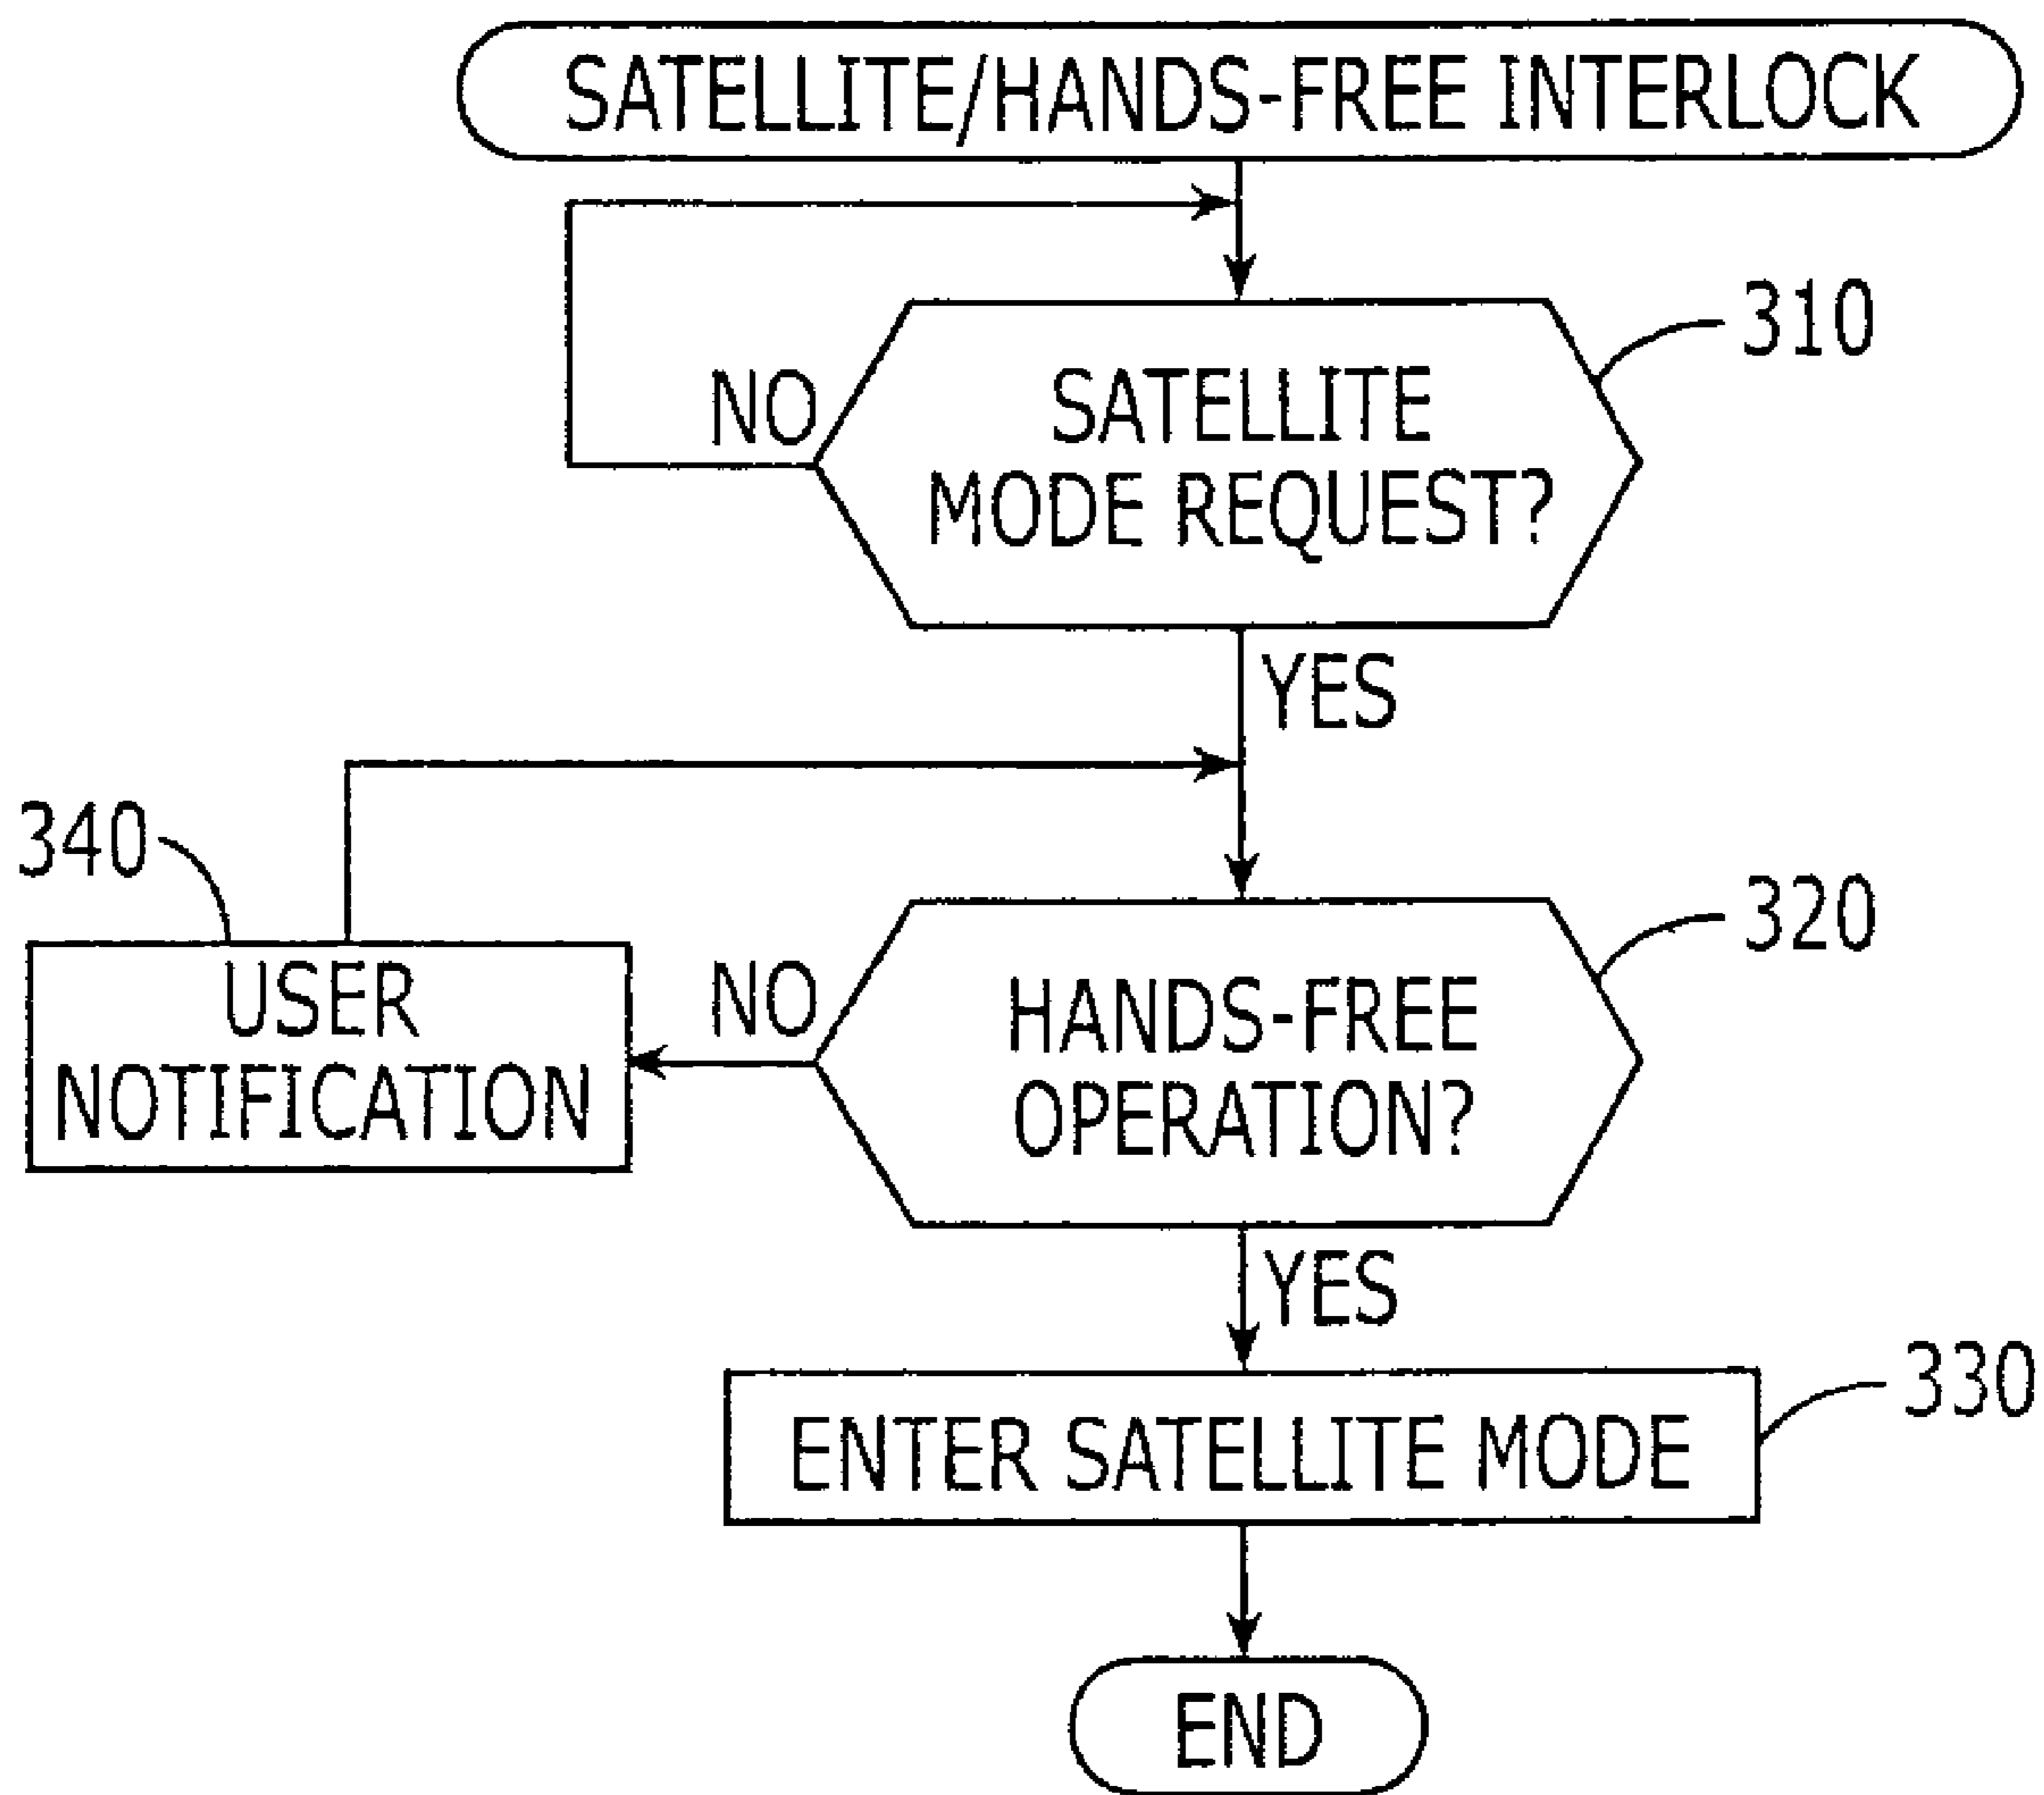 SATELLITE/HANDS-FREE INTERLOCK
310
NO
SATELLITE
MODE REQUEST?
YES
340
320
USER
NOTIFICATION
NO
HANDS-FREE
OPERATION?
YES
330
ENTER SATELLITE MODE
END